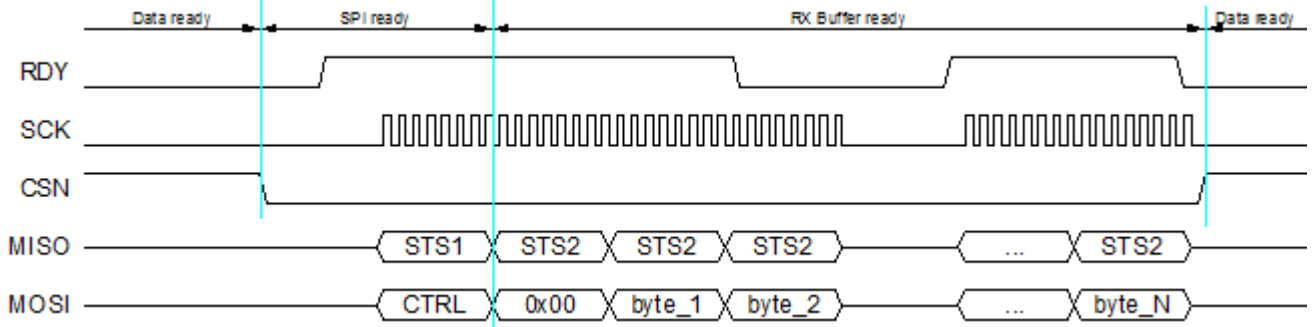 Data ready SPI ready RX Buffer ready Data ready
RDY
SCK
CSN
MISO STS1 STS2 STS2 STS2 ... STS2
MOSI CTRL 0x00 byte_1 byte_2 ... byte_N